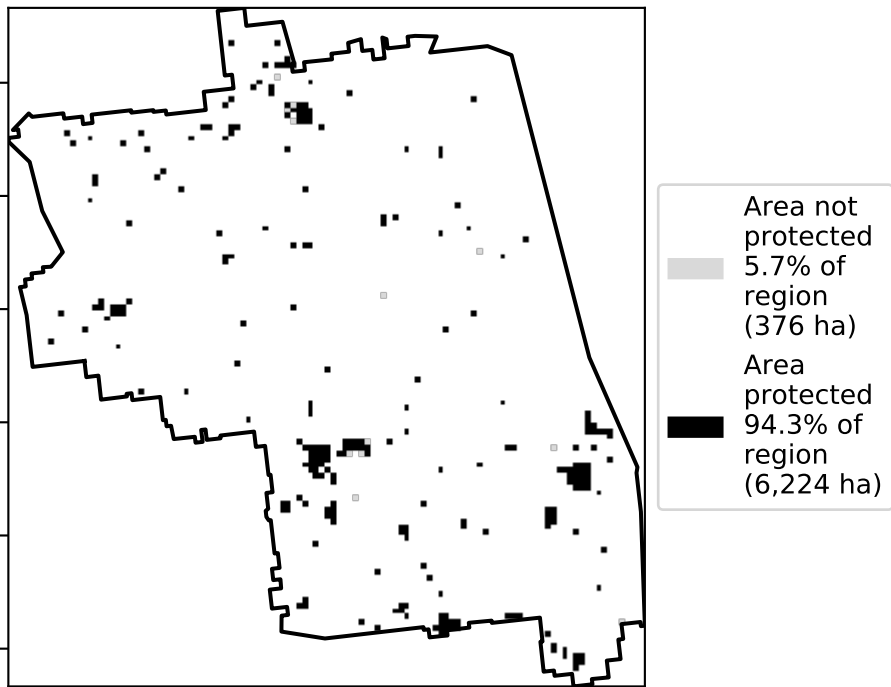 Area not
protected
5.7% of
region
(376 ha)
Area
protected
94.3% of
region
(6,224 ha)